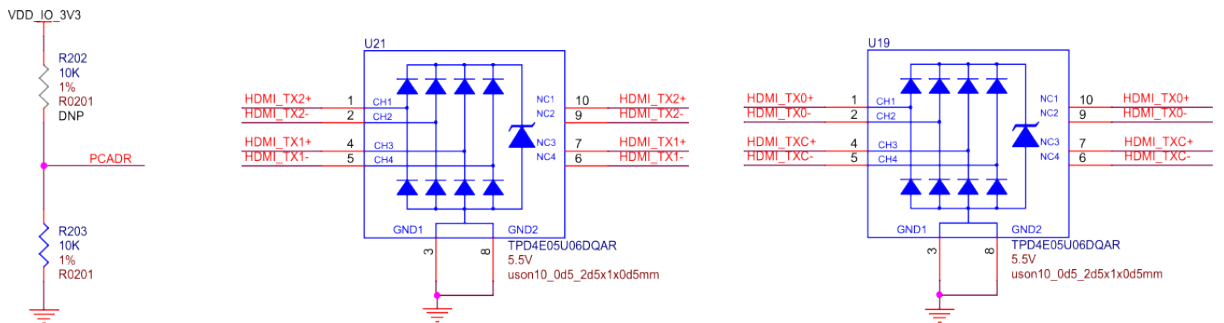 VDD_IO_3V3
R202
10K
1%
R0201
DNP
PCADR
R203
10K
1%
R0201
U21
HDMI_TX2+ 1 CH1 NC1 10 HDMI_TX2+
HDMI_TX2- 2 CH2 NC2 9 HDMI_TX2-
HDMI_TX1+ 4 CH3 NC3 7 HDMI_TX1+
HDMI_TX1- 5 CH4 NC4 6 HDMI_TX1-
GND1 GND2
3 8
TPD4E05U06DQAR
5.5V
uson10_0d5_2d5x1x0d5mm
U19
HDMI_TX0+ 1 CH1 NC1 10 HDMI_TX0+
HDMI_TX0- 2 CH2 NC2 9 HDMI_TX0-
HDMI_TXC+ 4 CH3 NC3 7 HDMI_TXC+
HDMI_TXC- 5 CH4 NC4 6 HDMI_TXC-
GND1 GND2
3 8
TPD4E05U06DQAR
5.5V
uson10_0d5_2d5x1x0d5mm